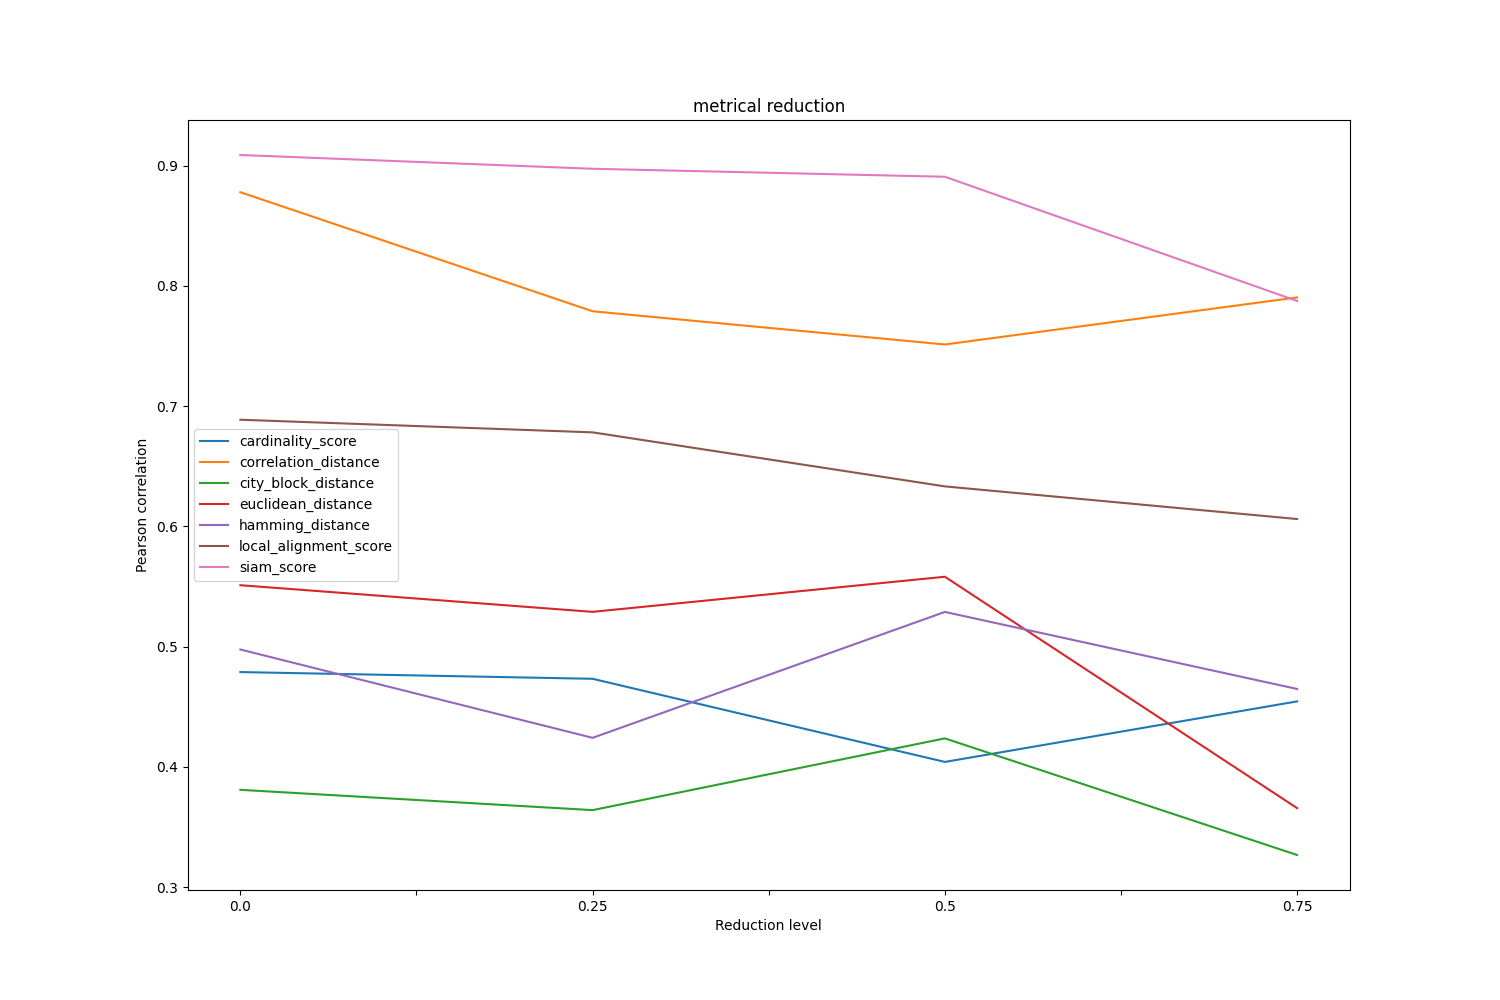 metrical reduction
0.9
0.8
0.7
0.6
0.5
0.4
0.3
Pearson correlation
cardinality_score
correlation_distance
city_block_distance
euclidean_distance
hamming_distance
local_alignment_score
siam_score
0.0 0.25 0.5 0.75
Reduction level